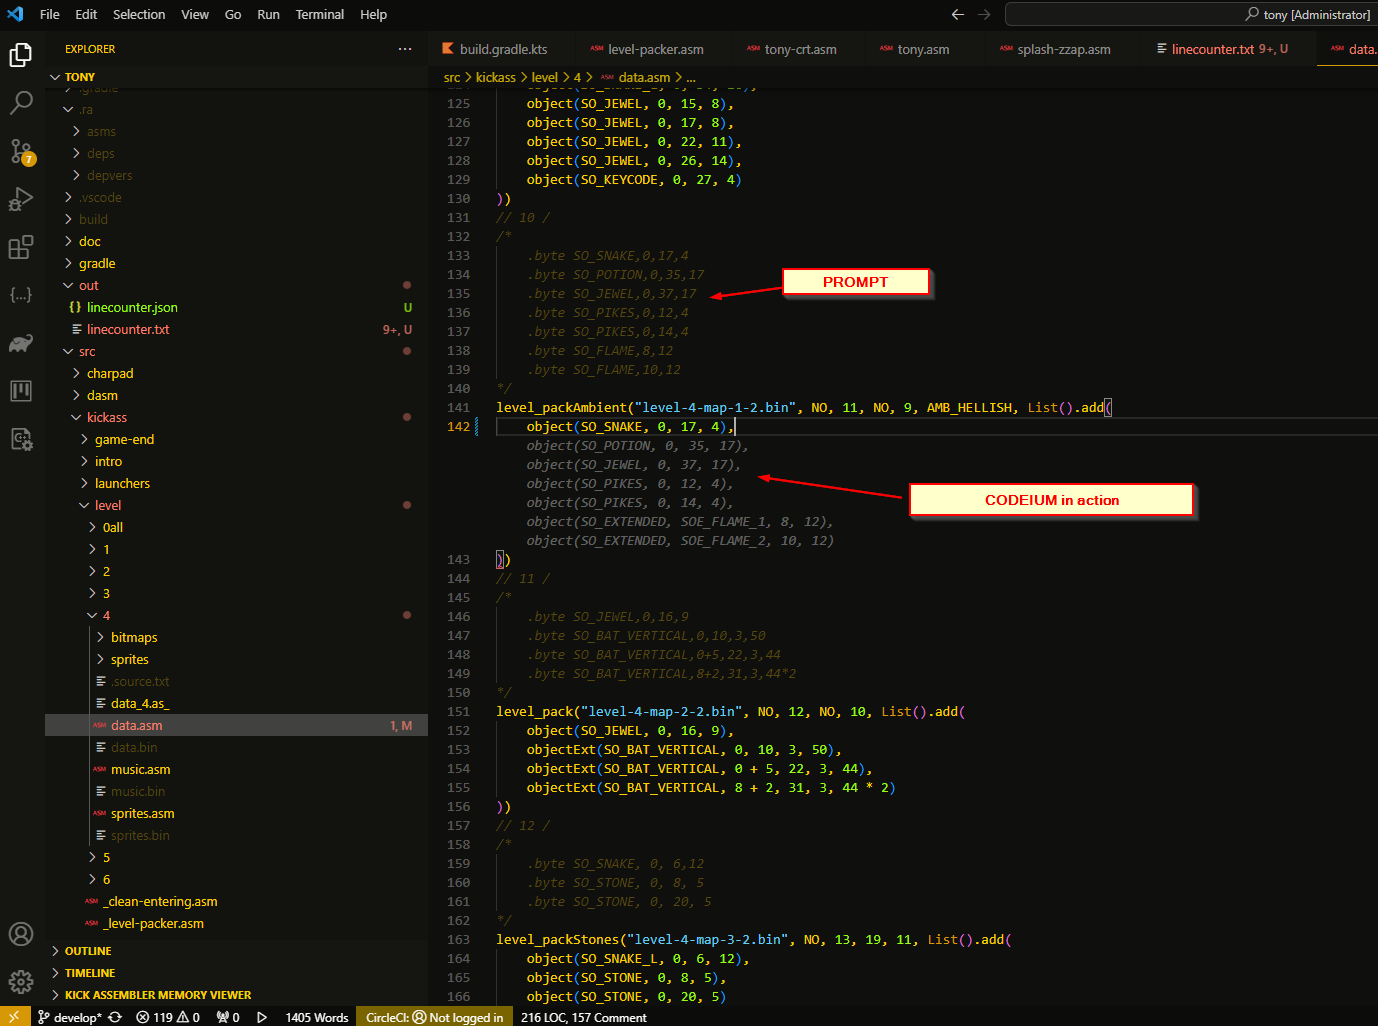 File Edit Selection View Go Run Terminal Help
tony [Administrator]
EXPLORER
build.gradle.kts
ASM level-packer.asm
ASM tony-crt.asm
ASM tony.asm
ASM splash-zzap.asm
linecounter.txt 9+, U
ASM data.
TONY
.gradle
.ra
asms
deps
depvers
.vscode
build
doc
gradle
out
{} linecounter.json U
linecounter.txt 9+, U
src
charpad
dasm
kickass
game-end
intro
launchers
level
0all
1
2
3
4
bitmaps
sprites
.source.txt
data_4.as_
ASM data.asm 1, M
data.bin
ASM music.asm
music.bin
ASM sprites.asm
sprites.bin
5
6
ASM _clean-entering.asm
ASM _level-packer.asm
OUTLINE
TIMELINE
KICK ASSEMBLER MEMORY VIEWER
7
src > kickass > level > 4 > ASM data.asm > ...
125 object(SO_JEWEL, 0, 15, 8),
126 object(SO_JEWEL, 0, 17, 8),
127 object(SO_JEWEL, 0, 22, 11),
128 object(SO_JEWEL, 0, 26, 14),
129 object(SO_KEYCODE, 0, 27, 4)
130 ))
131 // 10 /
132 /*
133 .byte SO_SNAKE,0,17,4
134 .byte SO_POTION,0,35,17
135 .byte SO_JEWEL,0,37,17
136 .byte SO_PIKES,0,12,4
137 .byte SO_PIKES,0,14,4
138 .byte SO_FLAME,8,12
139 .byte SO_FLAME,10,12
140 */
141 level_packAmbient("level-4-map-1-2.bin", NO, 11, NO, 9, AMB_HELLISH, List().add(
142 object(SO_SNAKE, 0, 17, 4),
object(SO_POTION, 0, 35, 17),
object(SO_JEWEL, 0, 37, 17),
object(SO_PIKES, 0, 12, 4),
object(SO_PIKES, 0, 14, 4),
object(SO_EXTENDED, SOE_FLAME_1, 8, 12),
object(SO_EXTENDED, SOE_FLAME_2, 10, 12)
143 ))
144 // 11 /
145 /*
146 .byte SO_JEWEL,0,16,9
147 .byte SO_BAT_VERTICAL,0,10,3,50
148 .byte SO_BAT_VERTICAL,0+5,22,3,44
149 .byte SO_BAT_VERTICAL,8+2,31,3,44*2
150 */
151 level_pack("level-4-map-2-2.bin", NO, 12, NO, 10, List().add(
152 object(SO_JEWEL, 0, 16, 9),
153 objectExt(SO_BAT_VERTICAL, 0, 10, 3, 50),
154 objectExt(SO_BAT_VERTICAL, 0 + 5, 22, 3, 44),
155 objectExt(SO_BAT_VERTICAL, 8 + 2, 31, 3, 44 * 2)
156 ))
157 // 12 /
158 /*
159 .byte SO_SNAKE, 0, 6,12
160 .byte SO_STONE, 0, 8, 5
161 .byte SO_STONE, 0, 20, 5
162 */
163 level_packStones("level-4-map-3-2.bin", NO, 13, 19, 11, List().add(
164 object(SO_SNAKE_L, 0, 6, 12),
165 object(SO_STONE, 0, 8, 5),
166 object(SO_STONE, 0, 20, 5)
PROMPT
CODEIUM in action
develop* 119 0 0 1405 Words CircleCI: Not logged in 216 LOC, 157 Comment